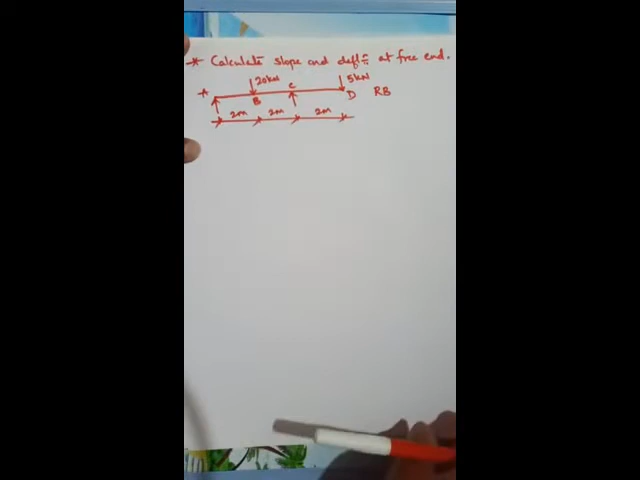 * Calculate slope and defl⁠n at free end.
20kN
C
5kN
A
B
D
RB
2m 2m 2m